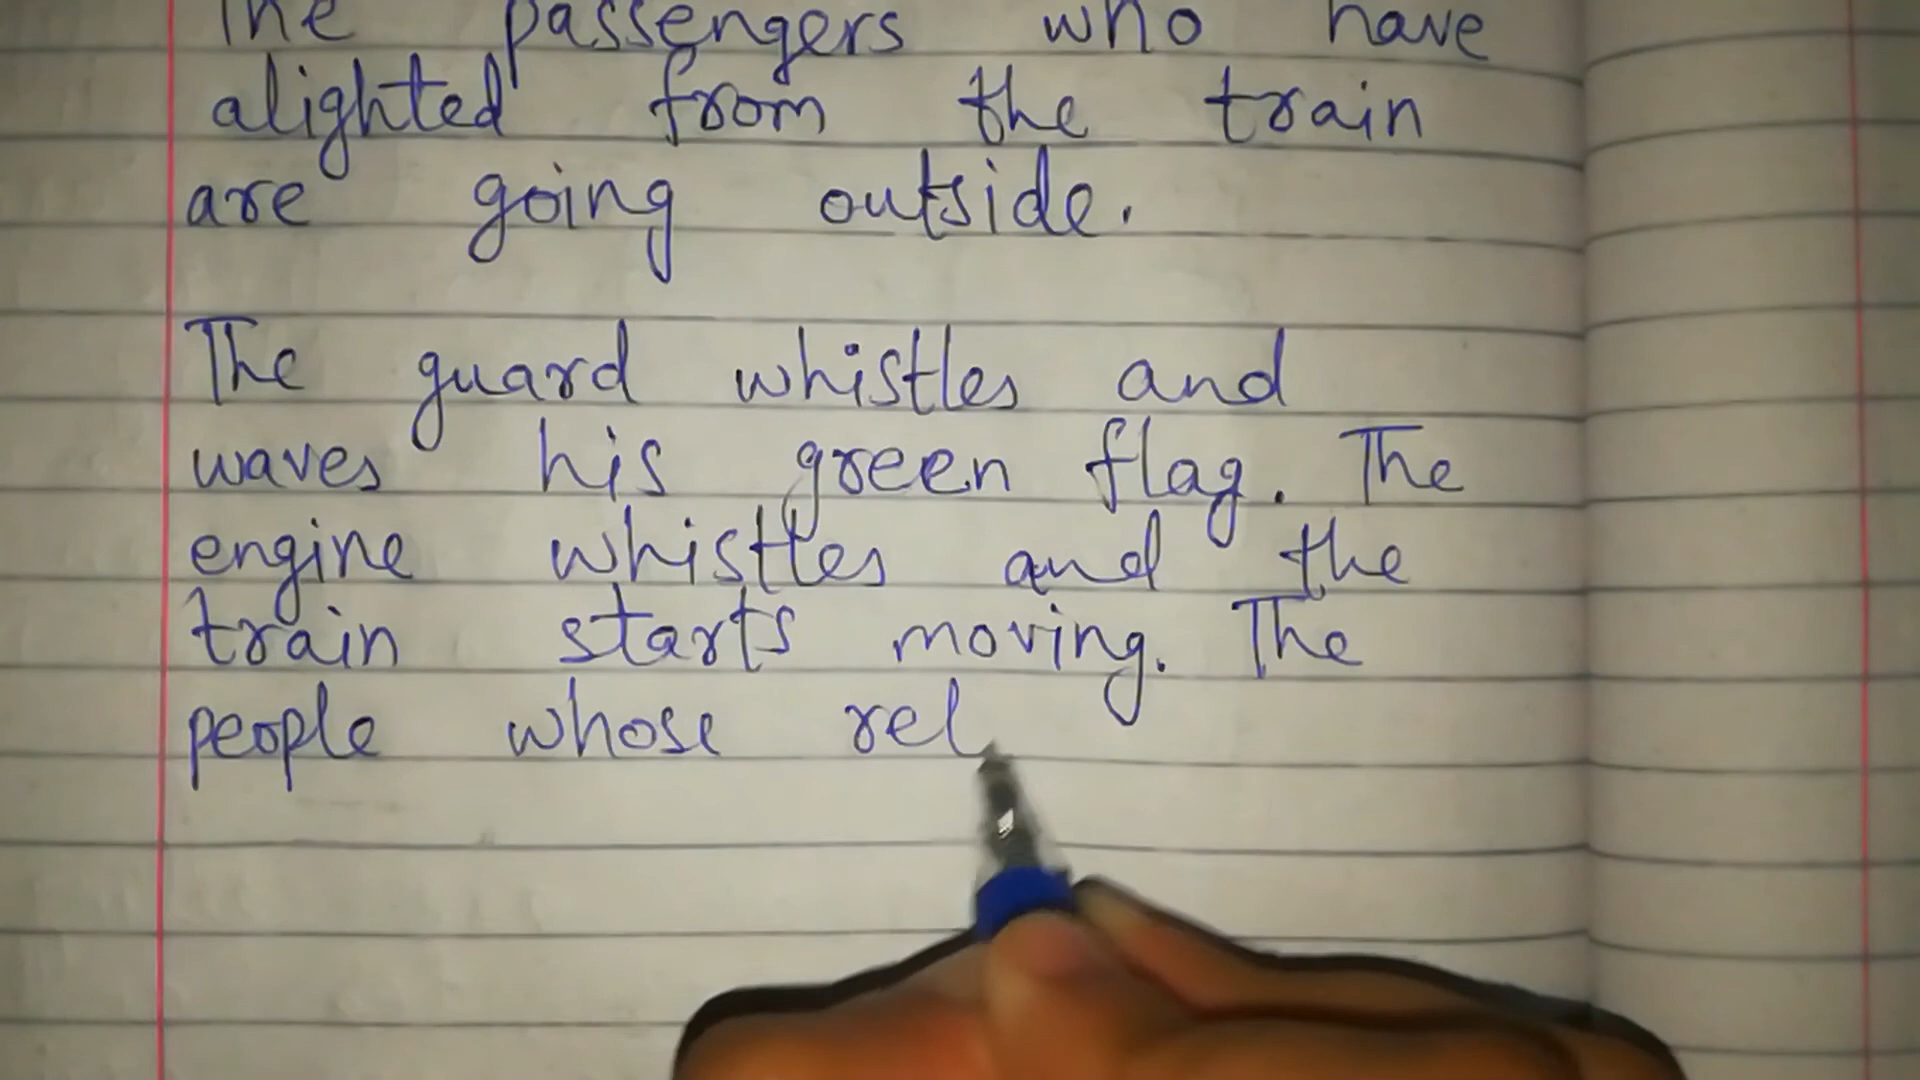 The passengers who have
alighted from the train
are going outside.
The guard whistles and
waves his green flag. The
engine whistles and the
train starts moving. The
people whose rel